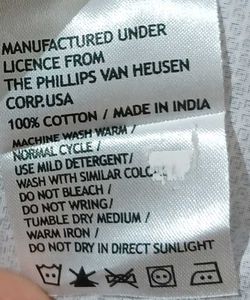 MANUFACTURED UNDER
LICENCE FROM
THE PHILLIPS VAN HEUSEN
CORP.USA
100% COTTON / MADE IN INDIA
MACHINE WASH WARM /
NORMAL CYCLE /
USE MILD DETERGENT/
WASH WITH SIMILAR COLO
DO NOT BLEACH /
DO NOT WRING/
TUMBLE DRY MEDIUM /
WARM IRON /
DO NOT DRY IN DIRECT SUNLIGHT